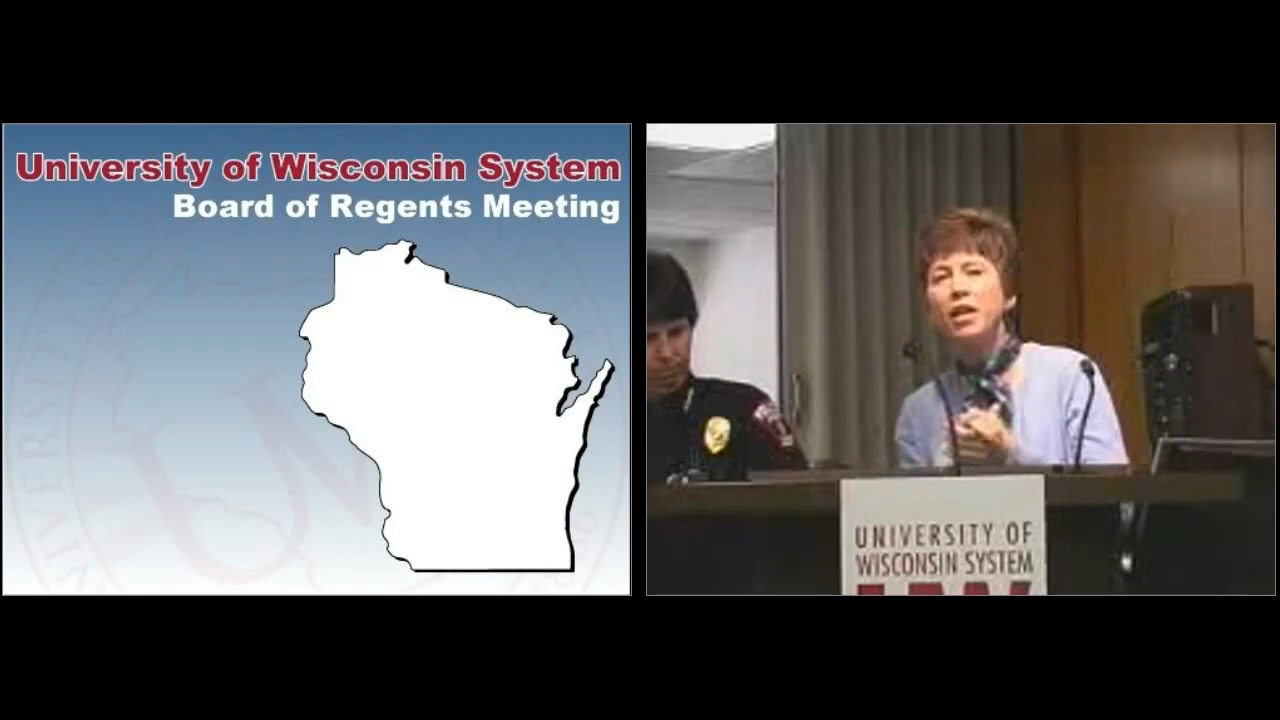 University of Wisconsin System
Board of Regents Meeting
UNIVERSITY OF
WISCONSIN SYSTEM